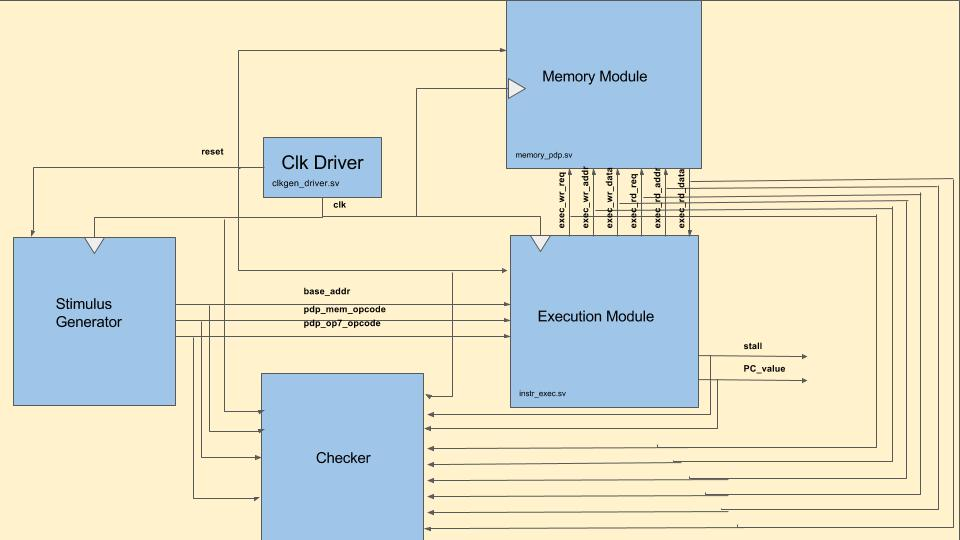 Memory Module
memory_pdp.sv
reset
Clk Driver
clkgen_driver.sv
clk
exec_wr_req
exec_wr_addr
exec_wr_data
exec_rd_req
exec_rd_addr
exec_rd_data
Stimulus
Generator
base_addr
pdp_mem_opcode
pdp_op7_opcode
Execution Module
instr_exec.sv
stall
PC_value
Checker